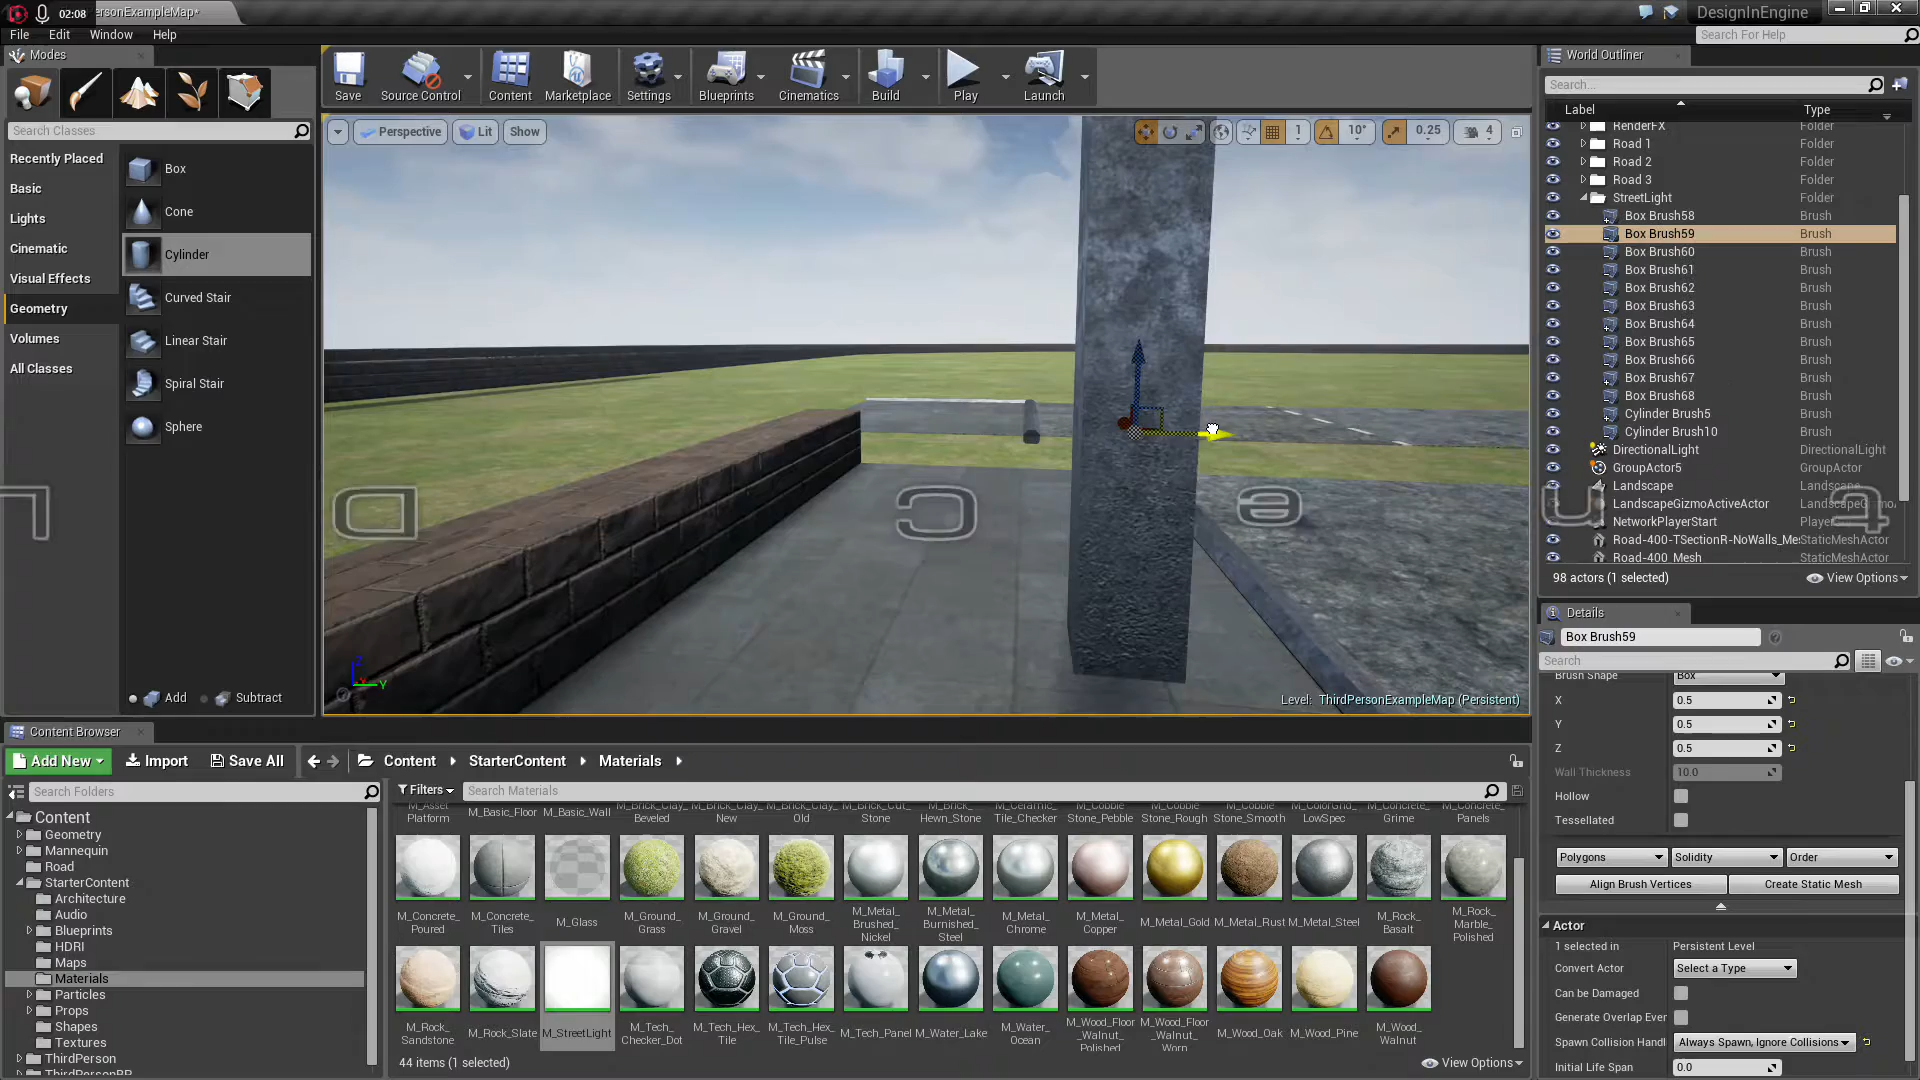 02:08
ersonExampleMap*
DesignInEngine
File Edit Window Help
Search For Help
Modes
Search Classes
Recently Placed
Basic
Lights
Cinematic
Visual Effects
Geometry
Volumes
All Classes
Box
Cone
Cylinder
Curved Stair
Linear Stair
Spiral Stair
Sphere
Add Subtract
Save Source Control Content Marketplace Settings Blueprints Cinematics Build Play Launch
Perspective Lit Show
1 10° 0.25 4
Z
Y
Level: ThirdPersonExampleMap (Persistent)
World Outliner
Search...
Label Type
RenderFX Folder
Road 1 Folder
Road 2 Folder
Road 3 Folder
StreetLight Folder
Box Brush58 Brush
Box Brush59 Brush
Box Brush60 Brush
Box Brush61 Brush
Box Brush62 Brush
Box Brush63 Brush
Box Brush64 Brush
Box Brush65 Brush
Box Brush66 Brush
Box Brush67 Brush
Box Brush68 Brush
Cylinder Brush5 Brush
Cylinder Brush10 Brush
DirectionalLight DirectionalLight
GroupActor5 GroupActor
Landscape Landscape
LandscapeGizmoActiveActor LandscapeGizmo
NetworkPlayerStart Player
Road-400-TSectionR-NoWalls_Me StaticMeshActor
Road-400_Mesh StaticMeshActor
98 actors (1 selected) View Options
Details
Box Brush59
Search
Brush Shape Box
X 0.5
Y 0.5
Z 0.5
Wall Thickness 10.0
Hollow
Tessellated
Polygons Solidity Order
Align Brush Vertices Create Static Mesh
Actor
1 selected in Persistent Level
Convert Actor Select a Type
Can be Damaged
Generate Overlap Ever
Spawn Collision Handl Always Spawn, Ignore Collisions
Initial Life Span 0.0
Content Browser
Add New Import Save All Content StarterContent Materials
Search Folders
Filters Search Materials
Content
Geometry
Mannequin
Road
StarterContent
Architecture
Audio
Blueprints
HDRI
Maps
Materials
Particles
Props
Shapes
Textures
ThirdPerson
ThirdPersonBP
M_Asset_Platform M_Basic_Floor M_Basic_Wall M_Brick_Clay_Beveled M_Brick_Clay_New M_Brick_Clay_Old M_Brick_Cut_Stone M_Brick_Hewn_Stone M_Ceramic_Tile_Checker M_Cobble_Stone_Pebble M_Cobble_Stone_Rough M_Cobble_Stone_Smooth M_ColorGrid_LowSpec M_Concrete_Grime M_Concrete_Panels
M_Concrete_Poured M_Concrete_Tiles M_Glass M_Ground_Grass M_Ground_Gravel M_Ground_Moss M_Metal_Brushed_Nickel M_Metal_Burnished_Steel M_Metal_Chrome M_Metal_Copper M_Metal_Gold M_Metal_Rust M_Metal_Steel M_Rock_Basalt M_Rock_Marble_Polished
M_Rock_Sandstone M_Rock_Slate M_StreetLight M_Tech_Checker_Dot M_Tech_Hex_Tile M_Tech_Hex_Tile_Pulse M_Tech_Panel M_Water_Lake M_Water_Ocean M_Wood_Floor_Walnut_Polished M_Wood_Floor_Walnut_Worn M_Wood_Oak M_Wood_Pine M_Wood_Walnut
44 items (1 selected) View Options